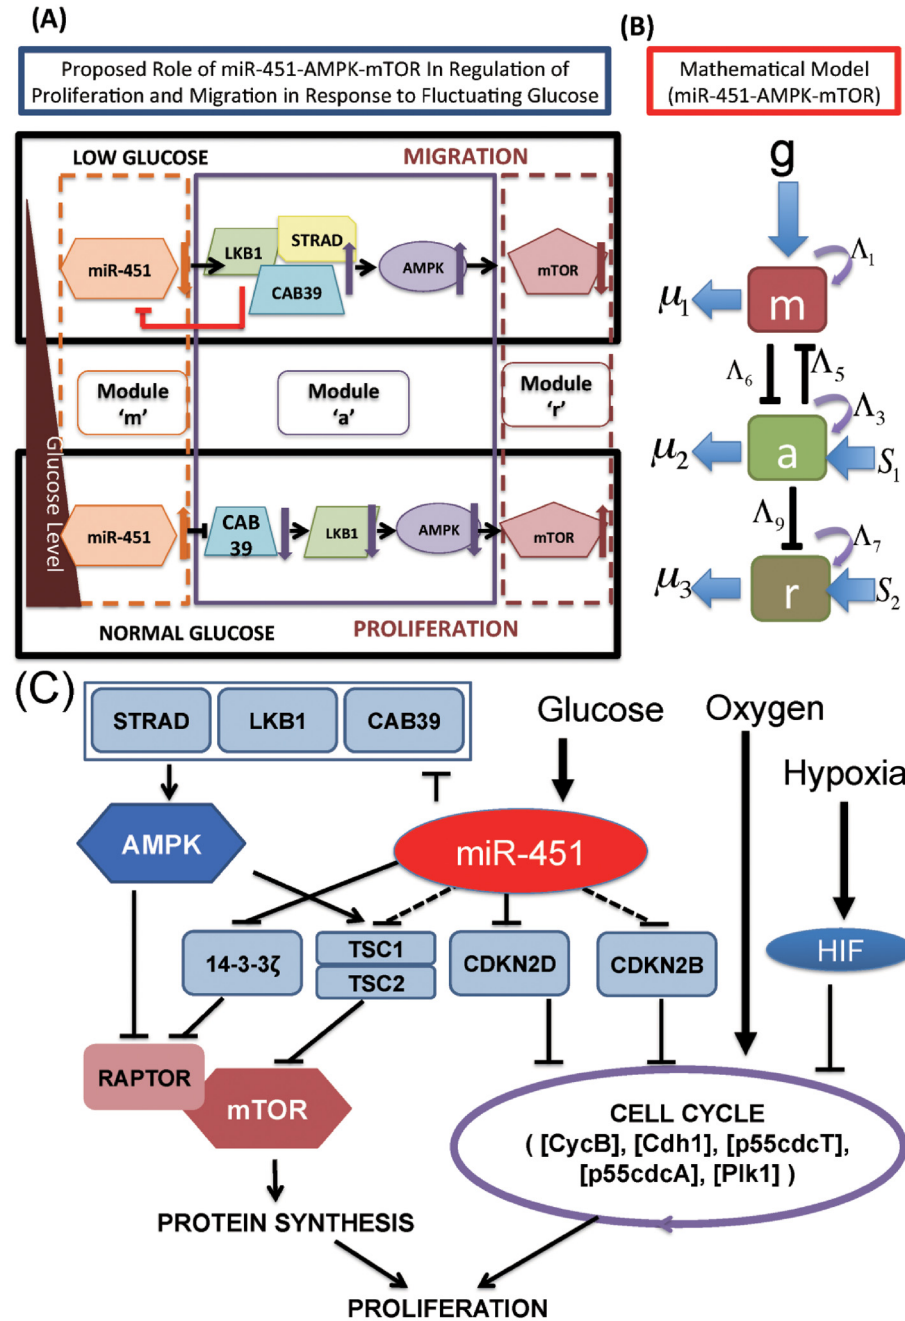 (A)
Proposed Role of miR-451-AMPK-mTOR In Regulation of
Proliferation and Migration in Response to Fluctuating Glucose
LOW GLUCOSE
MIGRATION
miR-451
LKB1
STRAD
CAB39
AMPK
mTOR
Module
'm'
Module
'a'
Module
'r'
Glucose Level
miR-451
CAB
39
LKB1
AMPK
mTOR
NORMAL GLUCOSE
PROLIFERATION
(B)
Mathematical Model
(miR-451-AMPK-mTOR)
g
Λ1
μ1
m
Λ6
Λ5
Λ3
μ2
a
S1
Λ9
Λ7
μ3
r
S2
(C)
STRAD
LKB1
CAB39
Glucose
Oxygen
Hypoxia
AMPK
miR-451
14-3-3ζ
TSC1
TSC2
CDKN2D
CDKN2B
HIF
RAPTOR
mTOR
CELL CYCLE
( [CycB], [Cdh1], [p55cdcT],
[p55cdcA], [Plk1] )
PROTEIN SYNTHESIS
PROLIFERATION